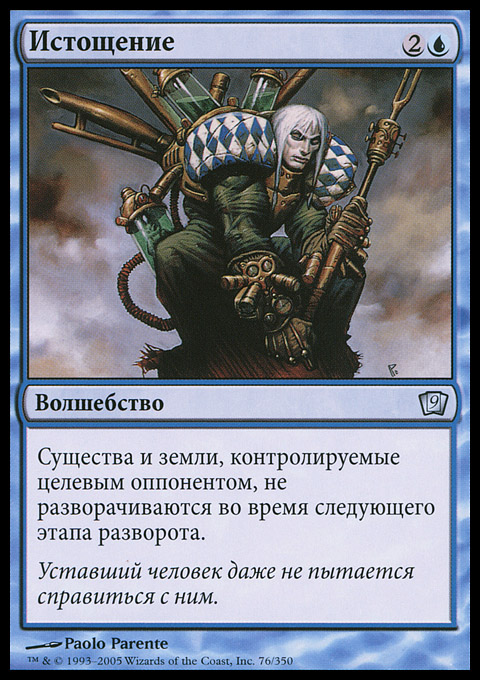 Истощение 2
Волшебство 9
Существа и земли, контролируемые
целевым оппонентом, не
разворачиваются во время следующего
этапа разворота.
Уставший человек даже не пытается
справиться с ним.
Paolo Parente
™ & © 1993–2005 Wizards of the Coast, Inc. 76/350